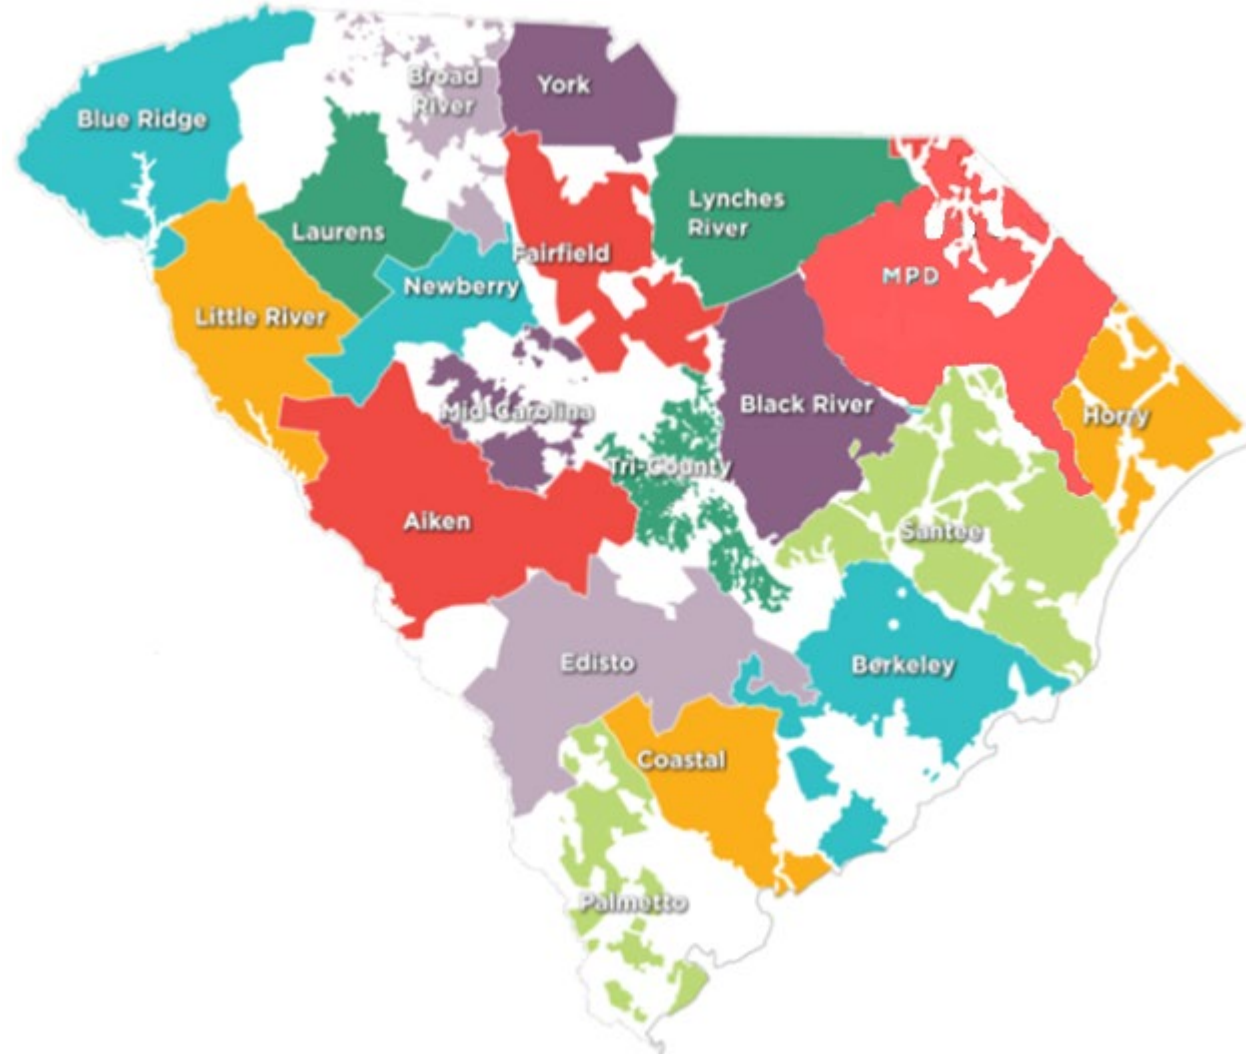 Broad
River
York
Blue Ridge
Lynches
River
Laurens
Fairfield
MPD
Newberry
Little River
Black River
Mid-Carolina
Horry
Tri-County
Aiken
Santee
Edisto
Berkeley
Coastal
Palmetto